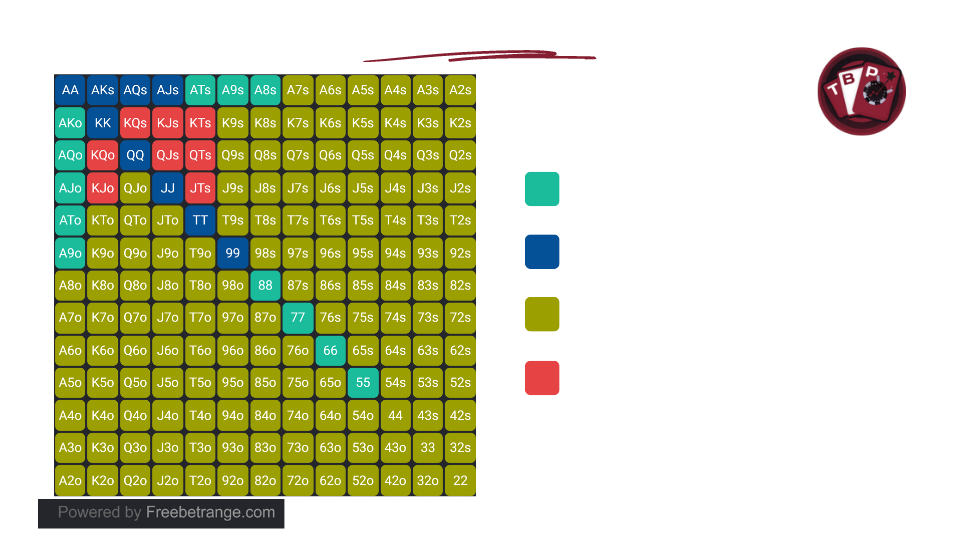 T B P
AA AKs AQs AJs ATs A9s A8s A7s A6s A5s A4s A3s A2s
AKo KK KQs KJs KTs K9s K8s K7s K6s K5s K4s K3s K2s
AQo KQo QQ QJs QTs Q9s Q8s Q7s Q6s Q5s Q4s Q3s Q2s
AJo KJo QJo JJ JTs J9s J8s J7s J6s J5s J4s J3s J2s
ATo KTo QTo JTo TT T9s T8s T7s T6s T5s T4s T3s T2s
A9o K9o Q9o J9o T9o 99 98s 97s 96s 95s 94s 93s 92s
A8o K8o Q8o J8o T8o 98o 88 87s 86s 85s 84s 83s 82s
A7o K7o Q7o J7o T7o 97o 87o 77 76s 75s 74s 73s 72s
A6o K6o Q6o J6o T6o 96o 86o 76o 66 65s 64s 63s 62s
A5o K5o Q5o J5o T5o 95o 85o 75o 65o 55 54s 53s 52s
A4o K4o Q4o J4o T4o 94o 84o 74o 64o 54o 44 43s 42s
A3o K3o Q3o J3o T3o 93o 83o 73o 63o 53o 43o 33 32s
A2o K2o Q2o J2o T2o 92o 82o 72o 62o 52o 42o 32o 22
Powered by Freebetrange.com